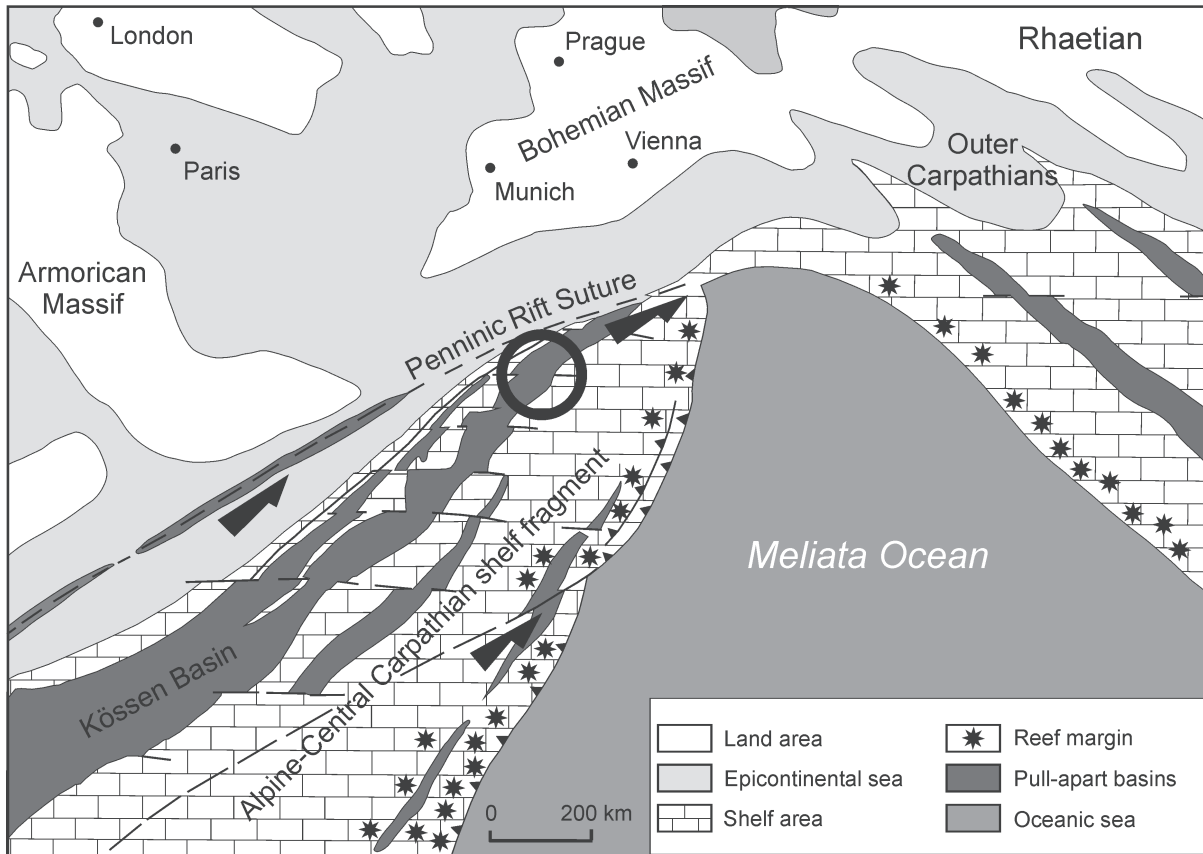 London
Prague
Rhaetian
Bohemian Massif
Paris
Vienna
Munich
Outer
Carpathians
Armorican
Massif
Penninic Rift Suture
Alpine-Central Carpathian shelf fragment
Meliata Ocean
Kössen Basin
0 200 km
Land area
Epicontinental sea
Shelf area
Reef margin
Pull-apart basins
Oceanic sea